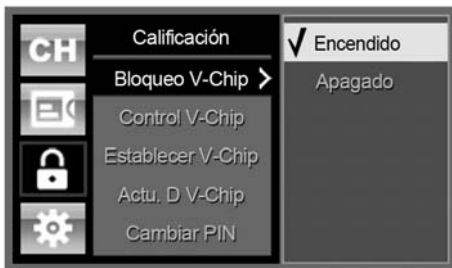 CH
Calificación
Bloqueo V-Chip >
Control V-Chip
Establecer V-Chip
Actu. D V-Chip
Cambiar PIN
√ Encendido
Apagado